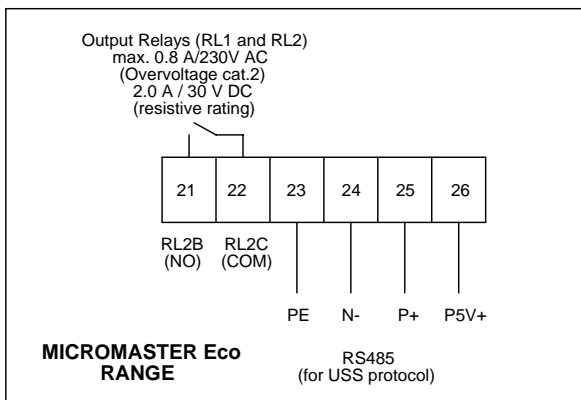 Output Relays (RL1 and RL2)
max. 0.8 A/230V AC
(Overvoltage cat.2)
2.0 A / 30 V DC
(resistive rating)
21 22 23 24 25 26
RL2B RL2C
(NO) (COM)
PE N- P+ P5V+
MICROMASTER Eco
RANGE
RS485
(for USS protocol)